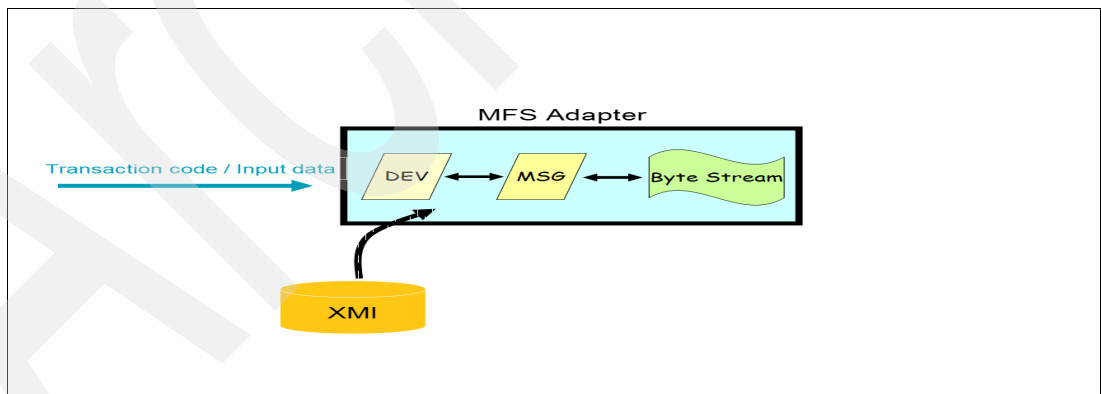 MFS Adapter
Transaction code / Input data
DEV
MSG
Byte Stream
XMI